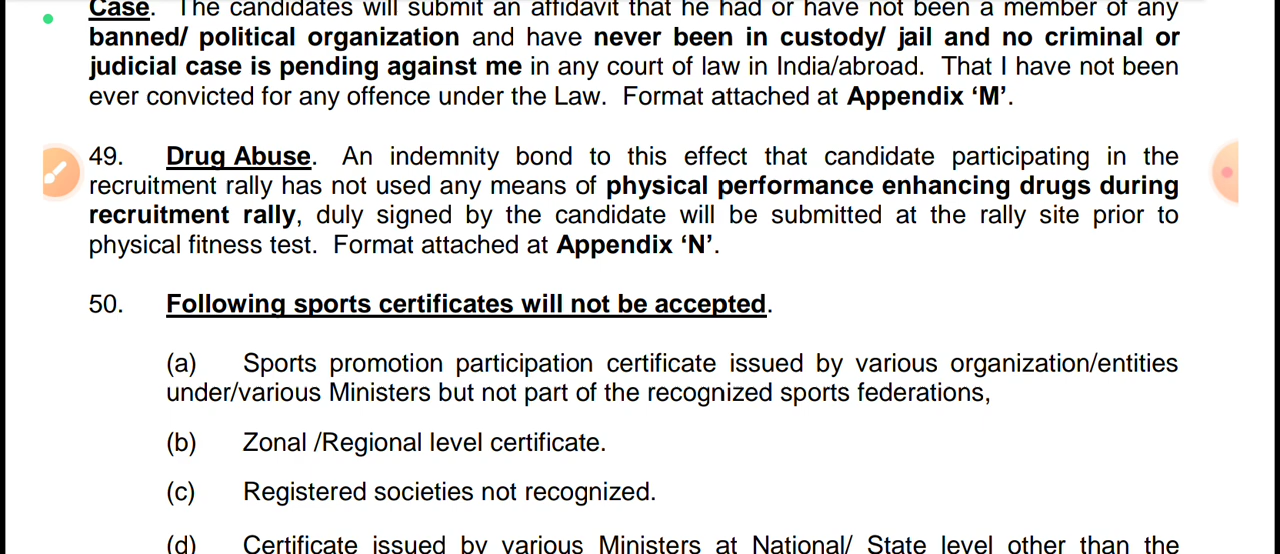 Case. The candidates will submit an affidavit that he had or have not been a member of any
banned/ political organization and have never been in custody/ jail and no criminal or
judicial case is pending against me in any court of law in India/abroad. That I have not been
ever convicted for any offence under the Law. Format attached at Appendix ‘M’.
49. Drug Abuse. An indemnity bond to this effect that candidate participating in the
recruitment rally has not used any means of physical performance enhancing drugs during
recruitment rally, duly signed by the candidate will be submitted at the rally site prior to
physical fitness test. Format attached at Appendix ‘N’.
50. Following sports certificates will not be accepted.
(a) Sports promotion participation certificate issued by various organization/entities
under/various Ministers but not part of the recognized sports federations,
(b) Zonal /Regional level certificate.
(c) Registered societies not recognized.
(d) Certificate issued by various Ministers at National/ State level other than the